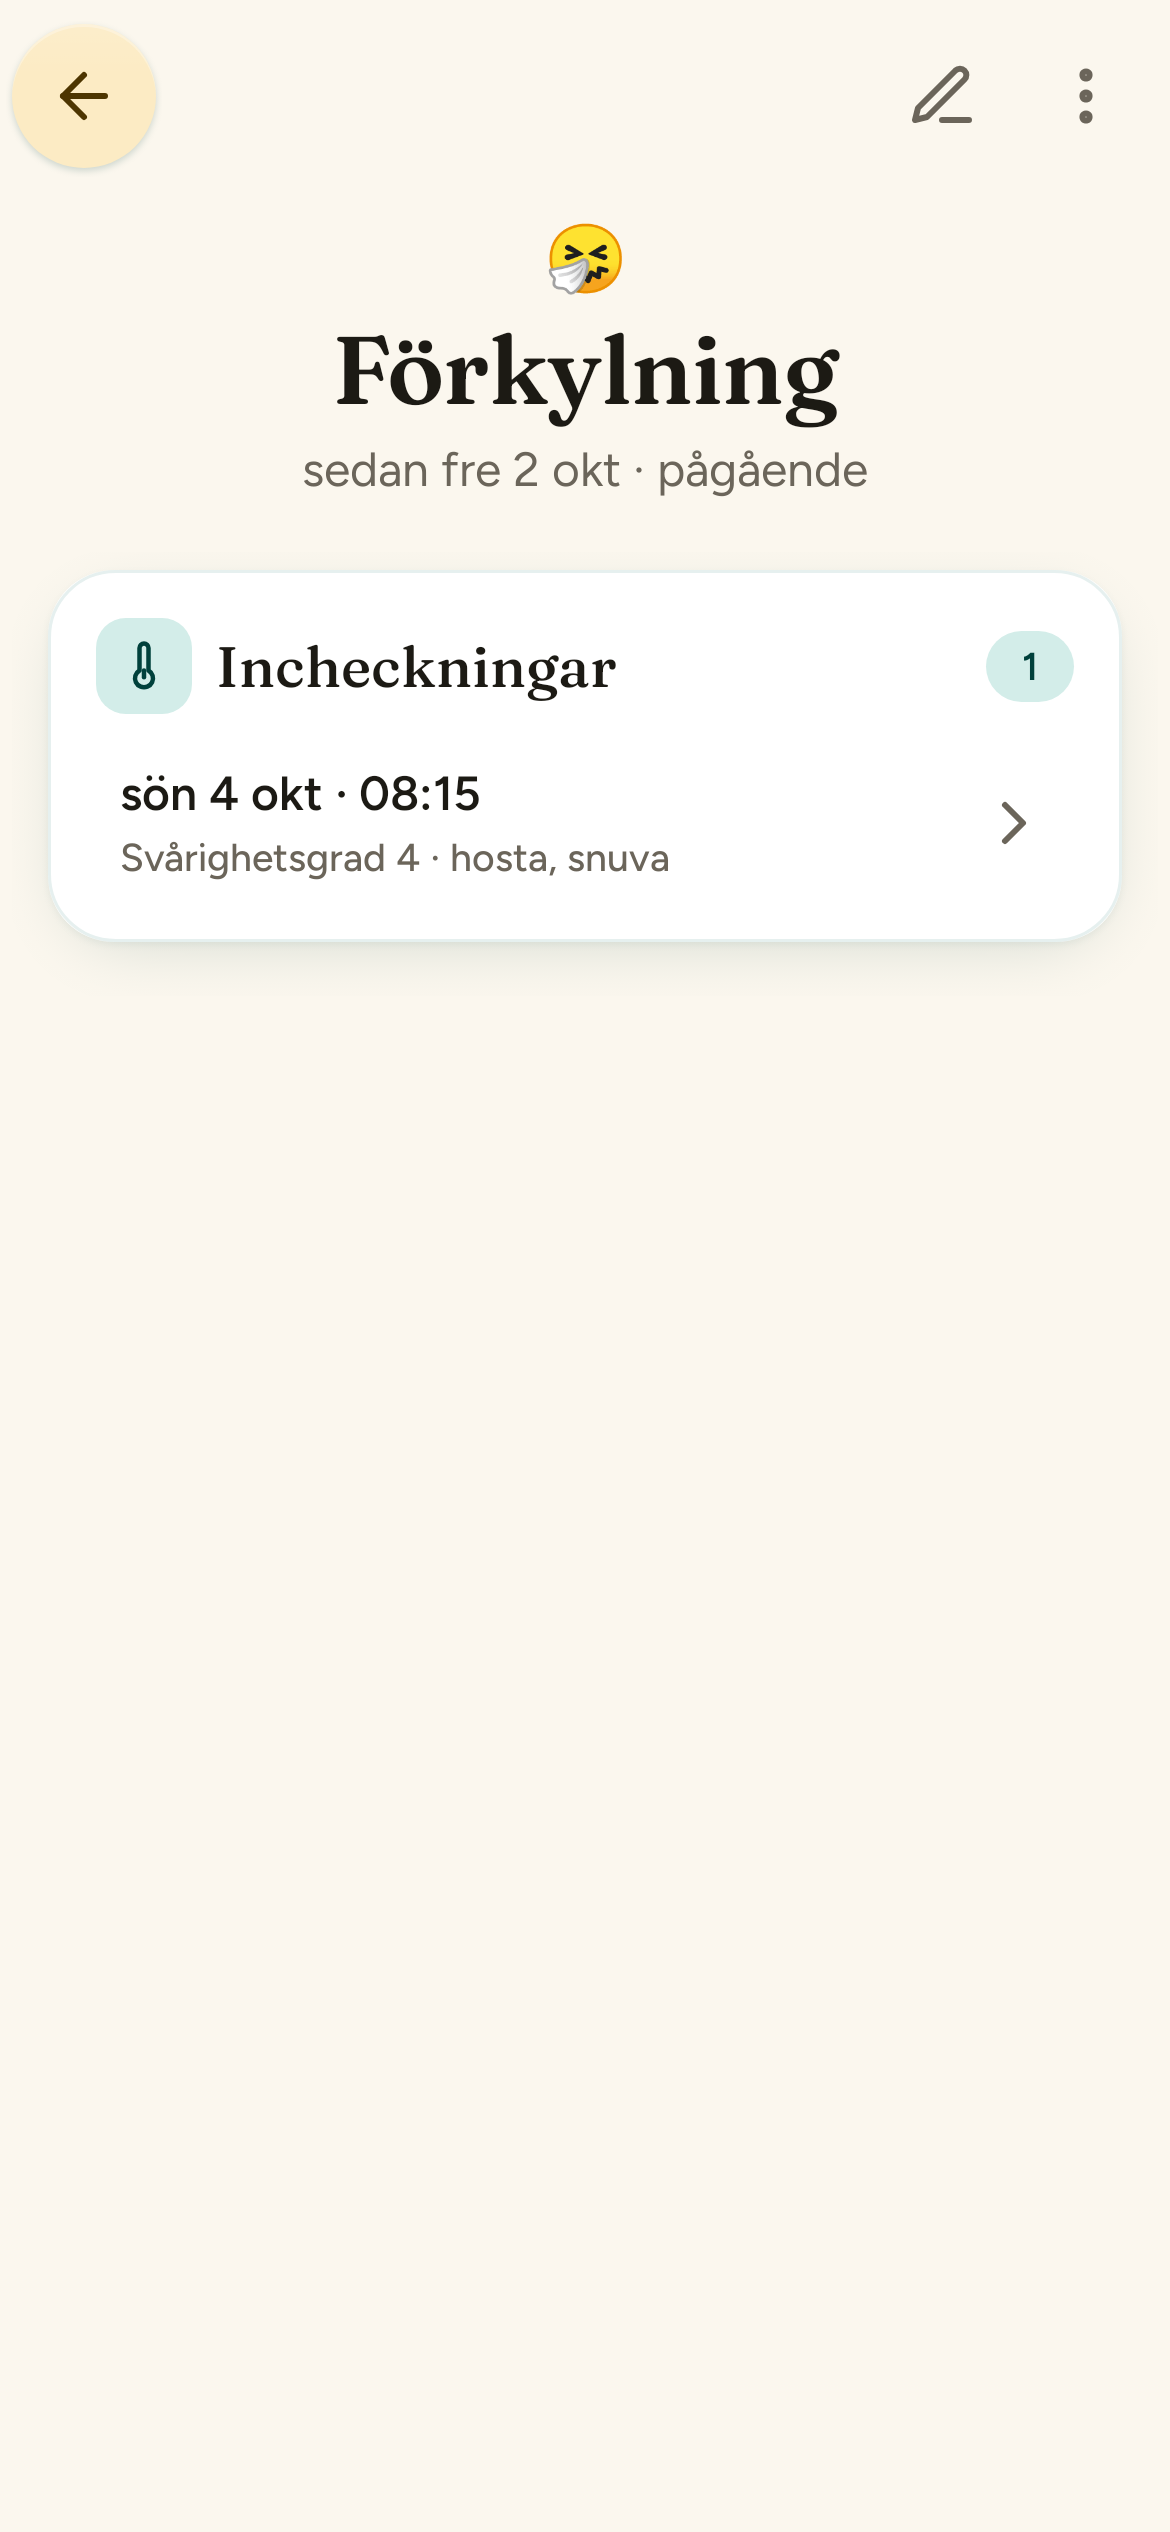 Förkylning
sedan fre 2 okt · pågående
Incheckningar
1
sön 4 okt · 08:15
Svårighetsgrad 4 · hosta, snuva